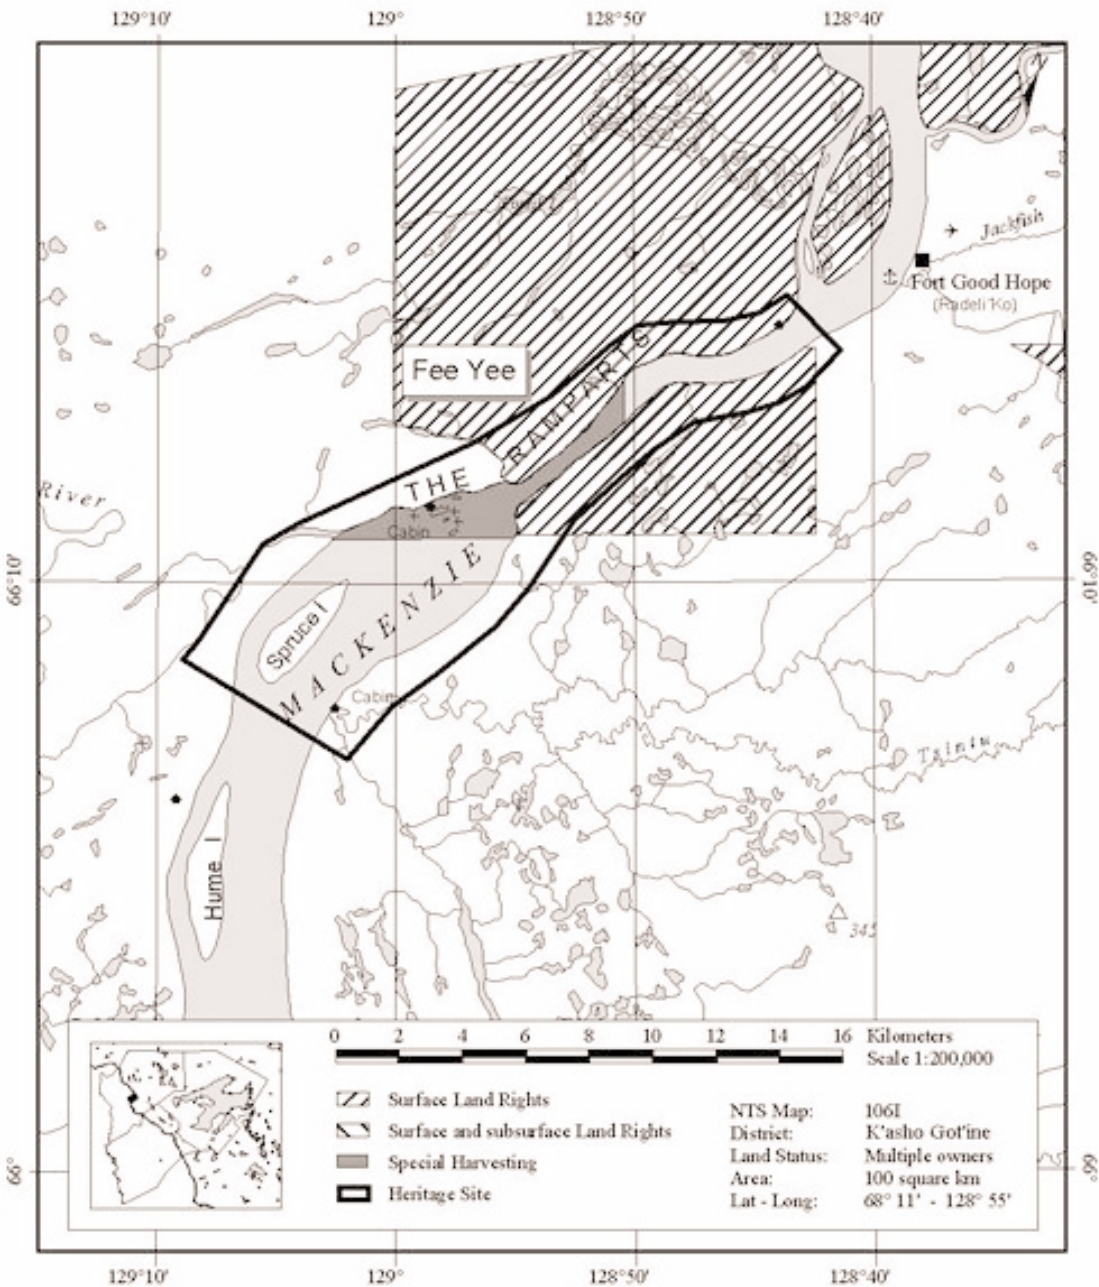 129°10'
129°
128°50'
128°40'
Jackfish
Fort Good Hope
(Radeli'Ko)
Fee Yee
THE RAMPARTS
River
Cabin
66°10'
66°10'
MACKENZIE
Spruce I
Cabin
Tsintu
Hume I
345
0 2 4 6 8 10 12 14 16 Kilometers
Scale 1:200,000
Surface Land Rights
Surface and subsurface Land Rights
Special Harvesting
Heritage Site
NTS Map: 106I
District: K'asho Got'ine
Land Status: Multiple owners
Area: 100 square km
Lat - Long: 68° 11' - 128° 55'
66°
66°
129°10'
129°
128°50'
128°40'